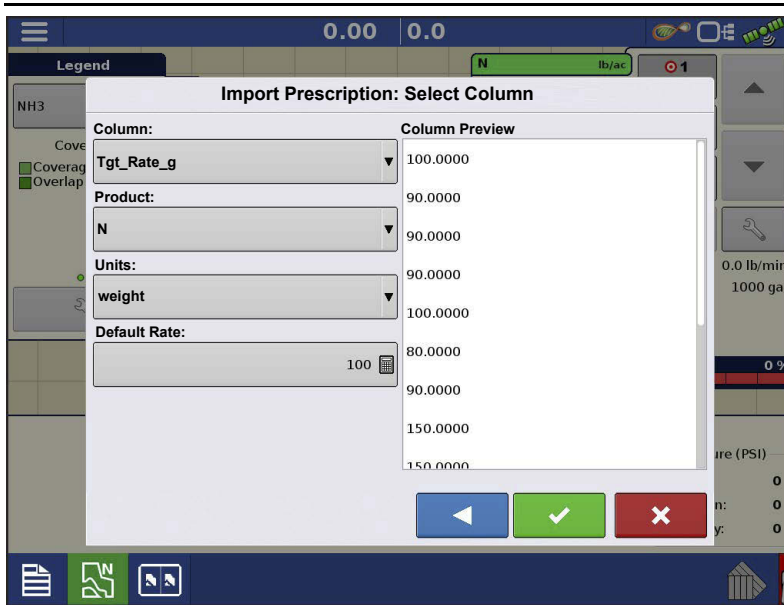 0.00 0.0
Legend
N lb/ac
1
NH3
Import Prescription: Select Column
Column:
Tgt_Rate_g
Product:
N
Units:
weight
Default Rate:
100
Column Preview
100.0000
90.0000
90.0000
90.0000
100.0000
80.0000
90.0000
150.0000
150.0000
Cove
Coverag
Overlap
0.0 lb/min
1000 ga
0 %
ure (PSI)
0
n: 0
y: 0
N